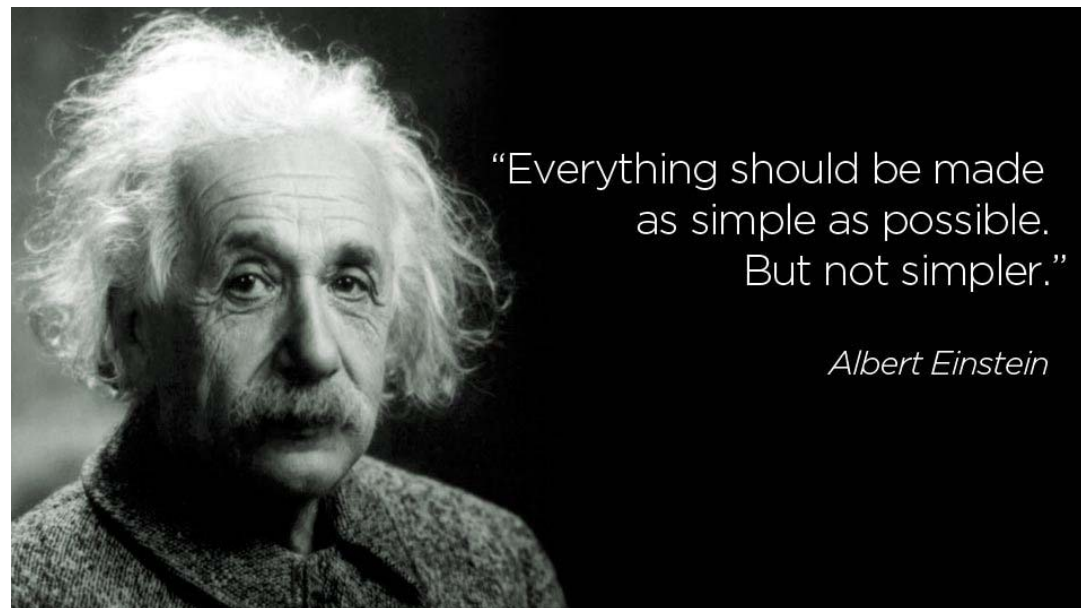 “Everything should be made
as simple as possible.
But not simpler.”
Albert Einstein